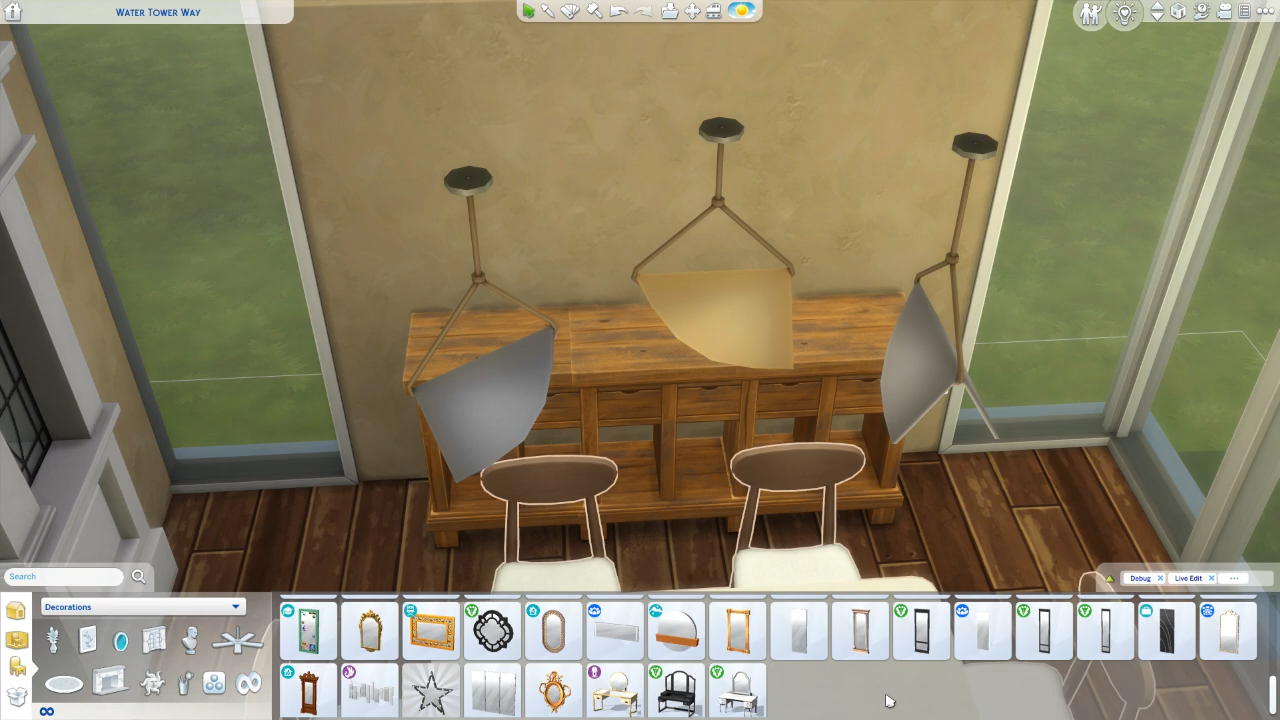 WATER TOWER WAY
Search
Debug
Live Edit
Decorations